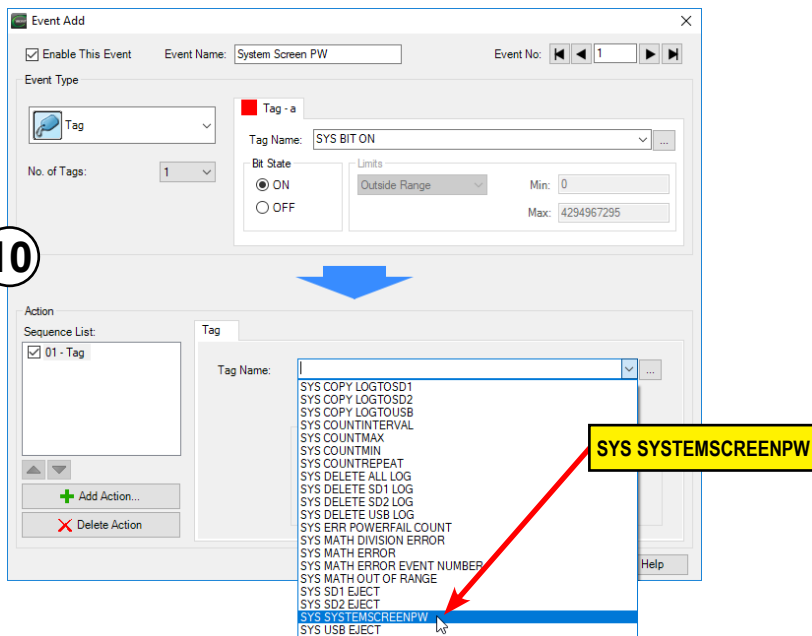 Event Add
Enable This Event Event Name: System Screen PW Event No: 1
Event Type
Tag
No. of Tags: 1
Tag - a
Tag Name: SYS BIT ON ...
Bit State
ON
OFF
Limits
Outside Range
Min: 0
Max: 4294967295
10
Action
Sequence List:
01 - Tag
Add Action...
Delete Action
Tag
Tag Name: ...
SYS COPY LOGTOSD1
SYS COPY LOGTOSD2
SYS COPY LOGTOUSB
SYS COUNTINTERVAL
SYS COUNTMAX
SYS COUNTMIN
SYS COUNTREPEAT
SYS DELETE ALL LOG
SYS DELETE SD1 LOG
SYS DELETE SD2 LOG
SYS DELETE USB LOG
SYS ERR POWERFAIL COUNT
SYS MATH DIVISION ERROR
SYS MATH ERROR
SYS MATH ERROR EVENT NUMBER
SYS MATH OUT OF RANGE
SYS SD1 EJECT
SYS SD2 EJECT
SYS SYSTEMSCREENPW
SYS USB EJECT
SYS SYSTEMSCREENPW
Help